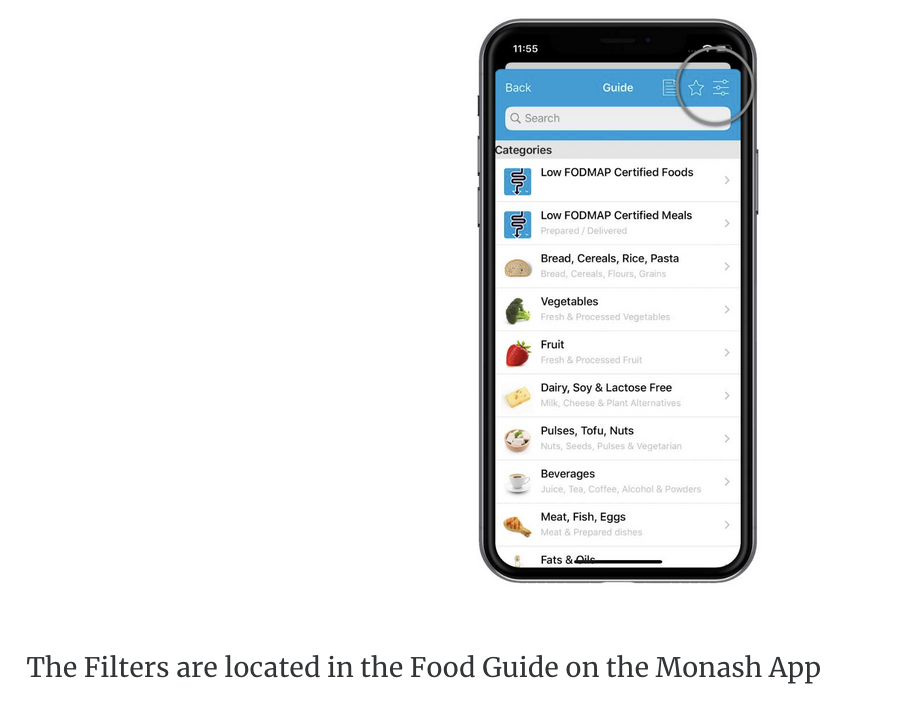 11:55
Back Guide
Search
Categories
Low FODMAP Certified Foods
Low FODMAP Certified Meals
Prepared / Delivered
Bread, Cereals, Rice, Pasta
Bread, Cereals, Flours, Grains
Vegetables
Fresh & Processed Vegetables
Fruit
Fresh & Processed Fruit
Dairy, Soy & Lactose Free
Milk, Cheese & Plant Alternatives
Pulses, Tofu, Nuts
Nuts, Seeds, Pulses & Vegetarian
Beverages
Juice, Tea, Coffee, Alcohol & Powders
Meat, Fish, Eggs
Meat & Prepared dishes
Fats & Oils
The Filters are located in the Food Guide on the Monash App